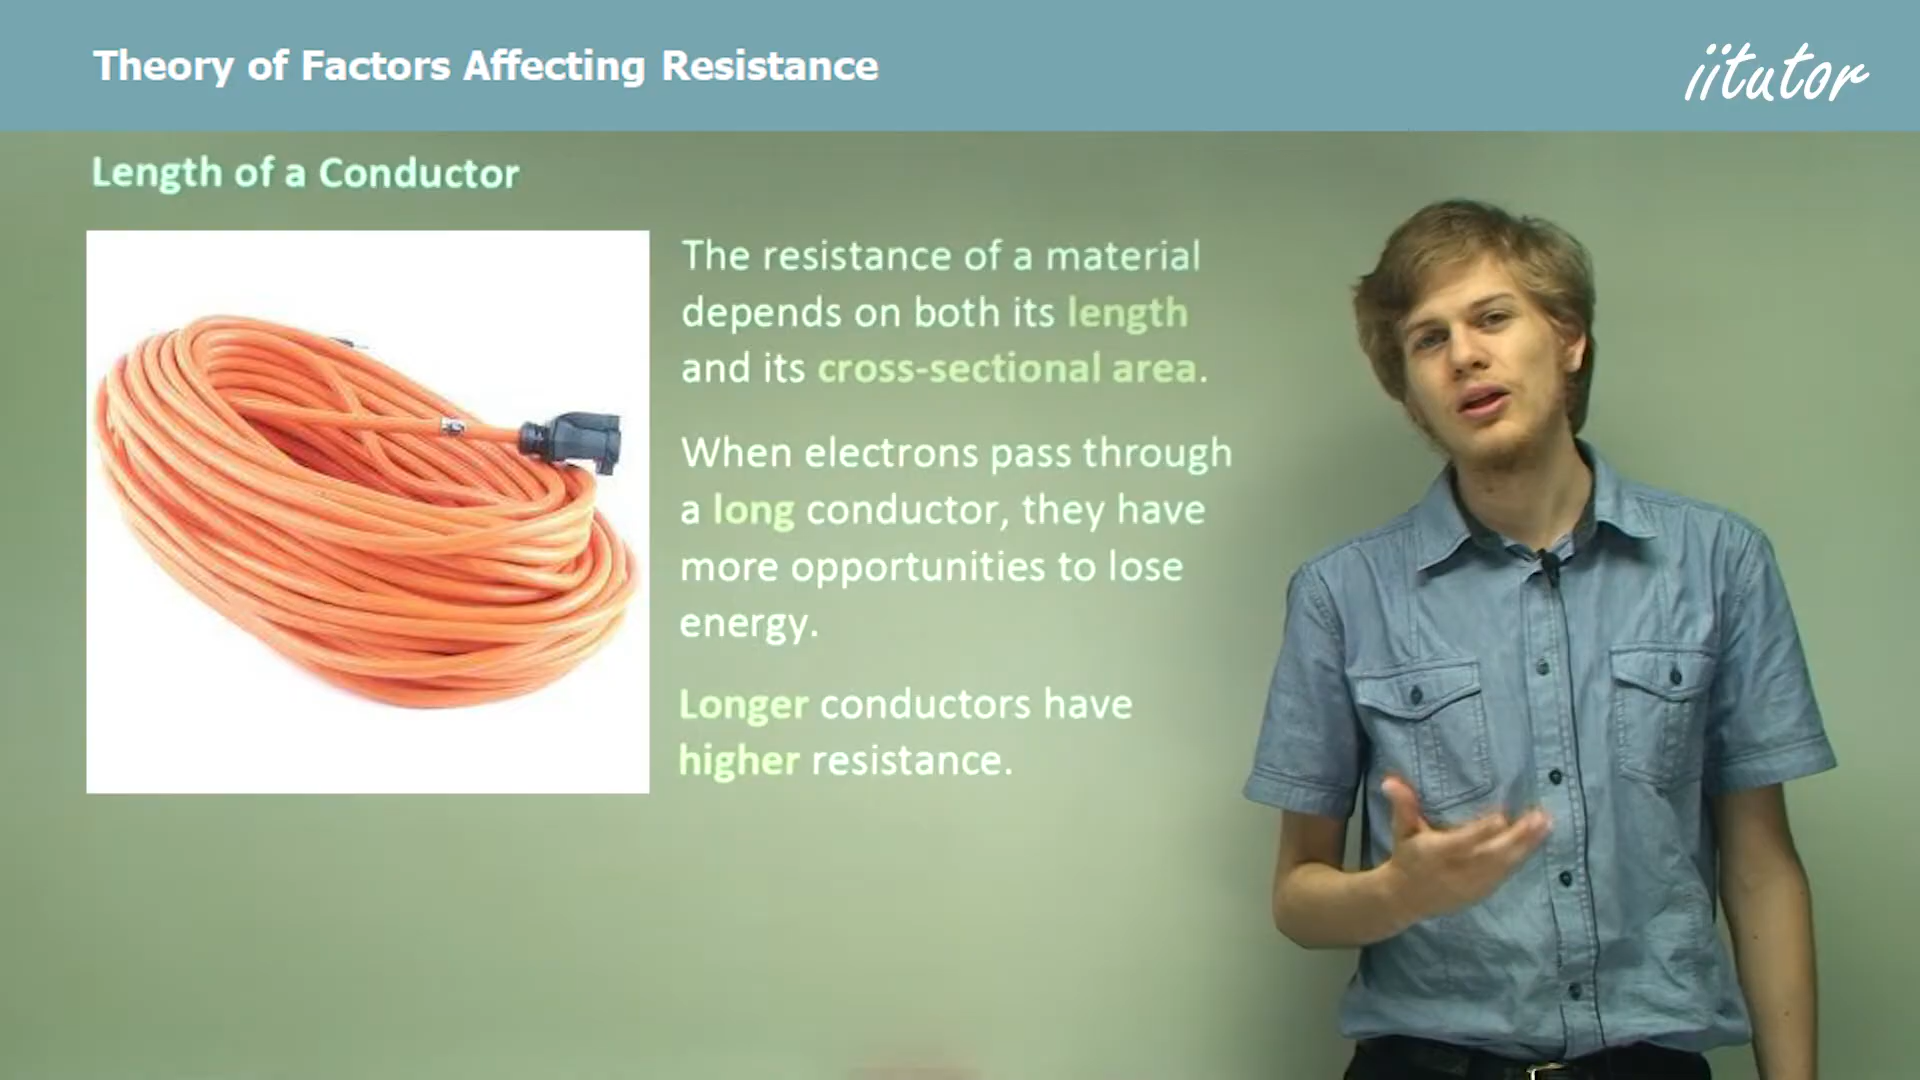 Theory of Factors Affecting Resistance
iitutor
Length of a Conductor
The resistance of a material
depends on both its length
and its cross-sectional area.
When electrons pass through
a long conductor, they have
more opportunities to lose
energy.
Longer conductors have
higher resistance.